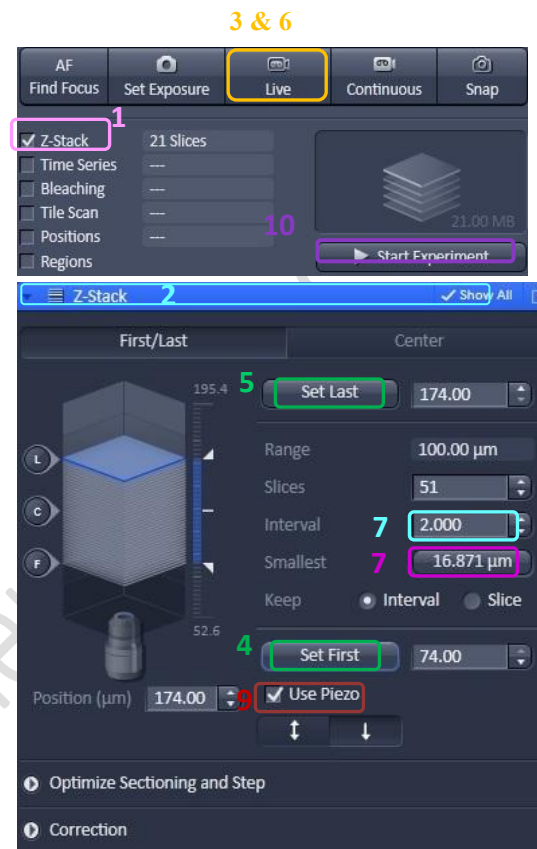 3 & 6
AF
Find Focus
Set Exposure
Live
Continuous
Snap
1
Z-Stack 21 Slices
Time Series ---
Bleaching ---
Tile Scan ---
Positions ---
Regions
21.00 MB
10
Start Experiment
Z-Stack 2 Show All
First/Last Center
195.4
5 Set Last 174.00
L
Range 100.00 µm
Slices 51
C
Interval 7 2.000
F
Smallest 7 16.871 µm
Keep Interval Slice
52.6
4 Set First 74.00
Position (µm) 174.00 9 Use Piezo
Optimize Sectioning and Step
Correction